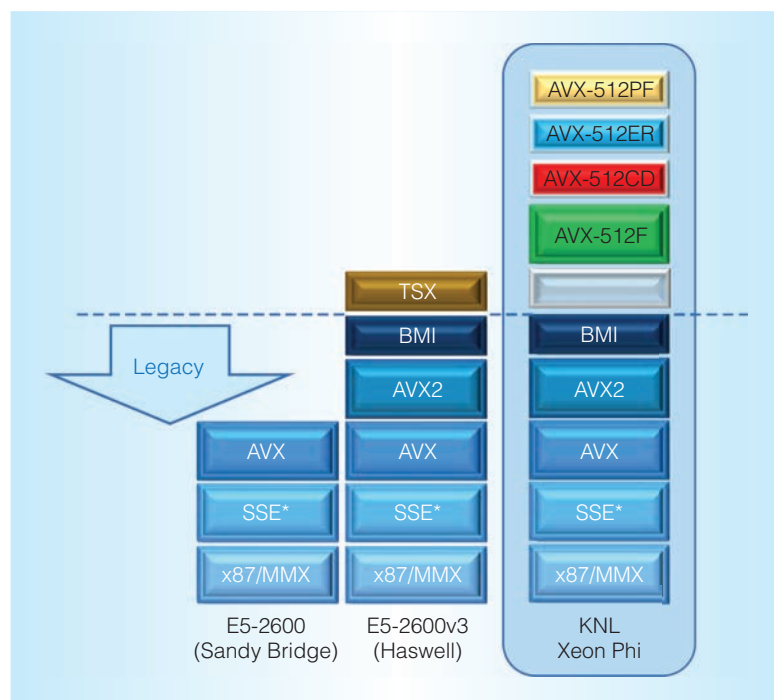 AVX-512PF
AVX-512ER
AVX-512CD
AVX-512F
TSX
BMI
BMI
Legacy
AVX2
AVX2
AVX
AVX
AVX
SSE*
SSE*
SSE*
x87/MMX
x87/MMX
x87/MMX
E5-2600
(Sandy Bridge)
E5-2600v3
(Haswell)
KNL
Xeon Phi